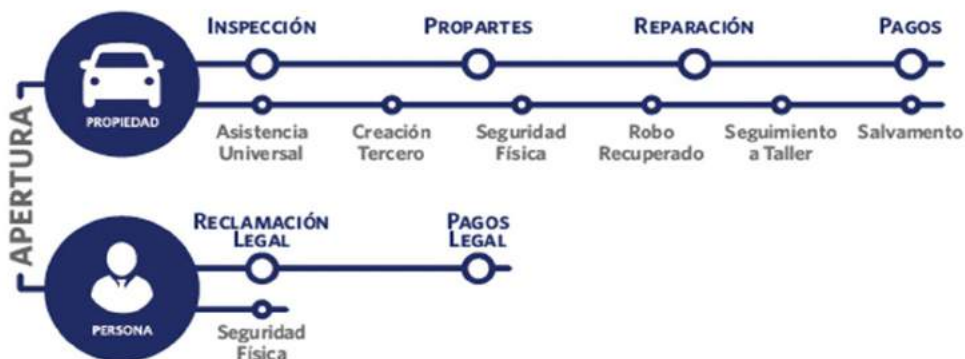 INSPECCIÓN PROPARTES REPARACIÓN PAGOS
PROPIEDAD
Asistencia Universal
Creación Tercero
Seguridad Física
Robo Recuperado
Seguimiento a Taller
Salvamento
APERTURA
RECLAMACIÓN LEGAL
PAGOS LEGAL
PERSONA
Seguridad Física